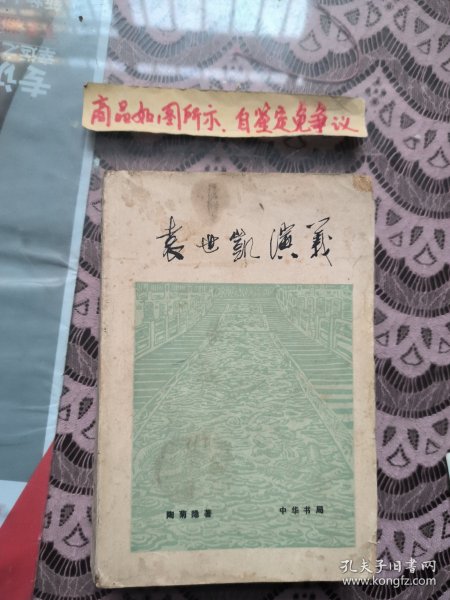 商品如图所示、自鉴定免争议
袁世凯演义
陶菊隐著 中华书局
孔夫子旧书网
www.kongfz.com